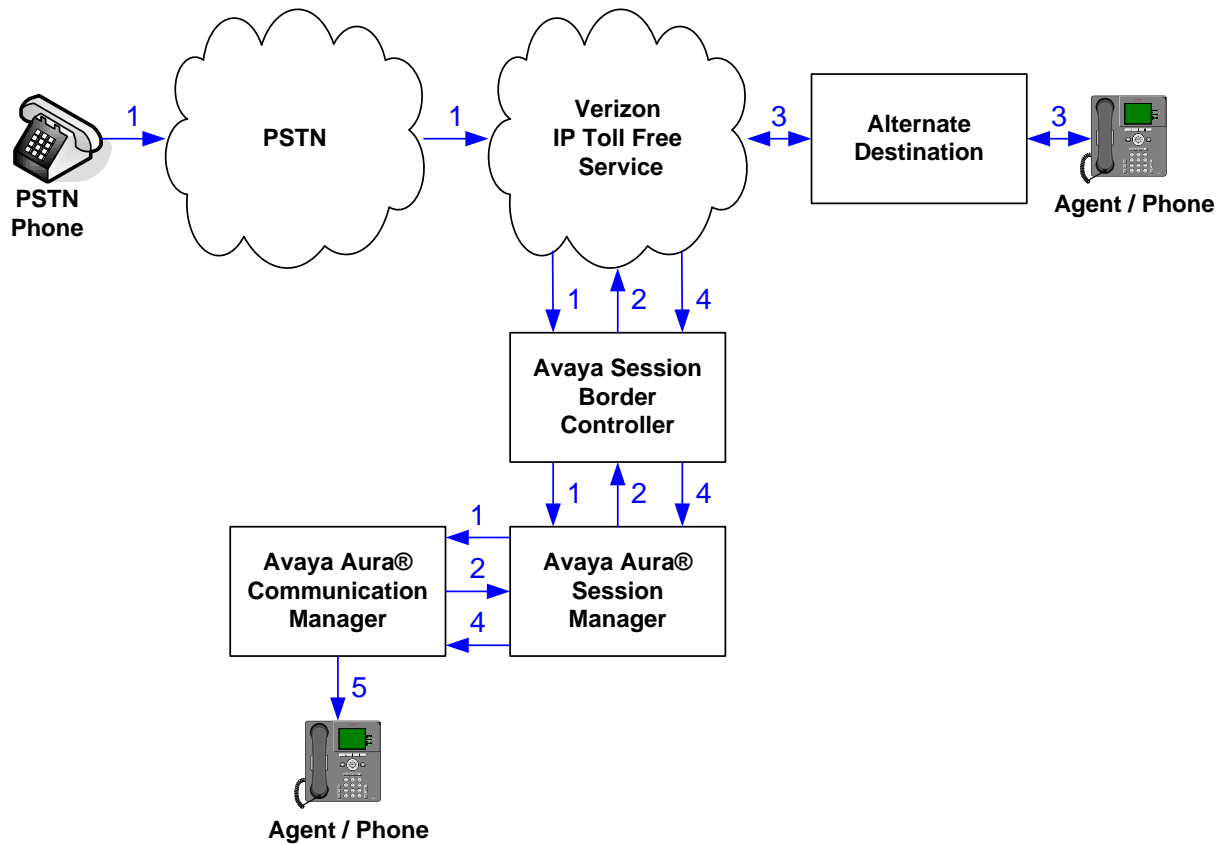 1
PSTN
Phone
PSTN
1
Verizon
IP Toll Free
Service
3
Alternate
Destination
3
Agent / Phone
1
2
4
Avaya Session
Border
Controller
1
2
4
1
2
4
Avaya Aura®
Communication
Manager
Avaya Aura®
Session
Manager
5
Agent / Phone